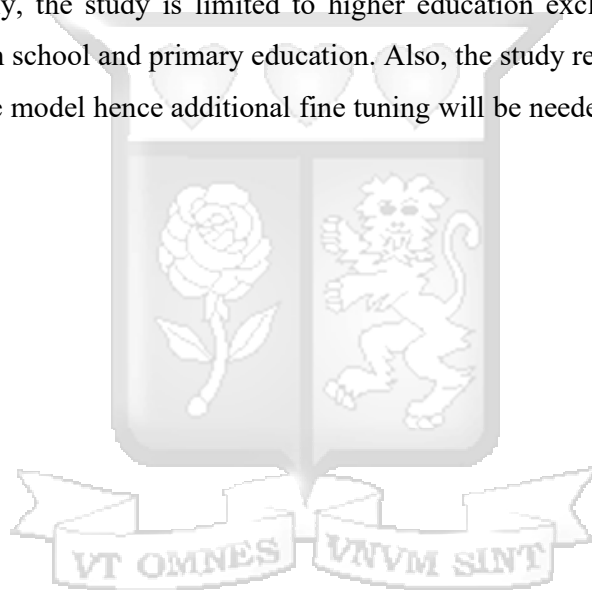 y, the study is limited to higher education excl
n school and primary education. Also, the study re
e model hence additional fine tuning will be neede
VT OMNES VNVM SINT